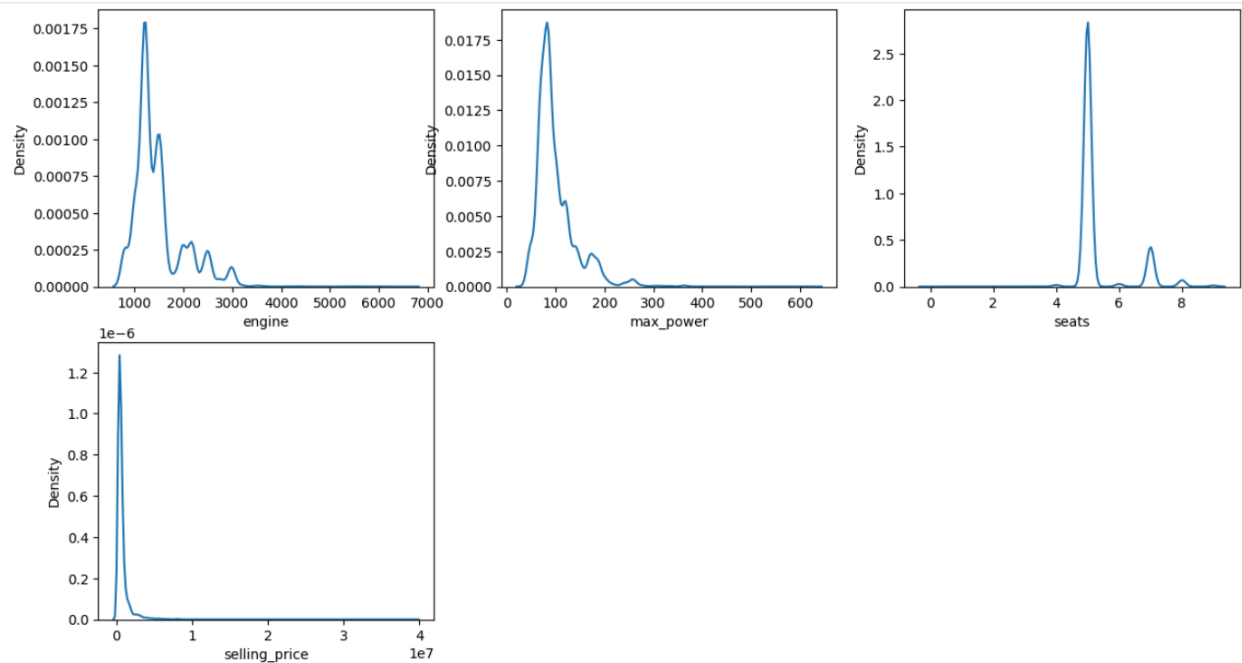 0.00175
0.00150
0.00125
0.00100
0.00075
0.00050
0.00025
0.00000
Density
1000 2000 3000 4000 5000 6000 7000
engine
0.0175
0.0150
0.0125
0.0100
0.0075
0.0050
0.0025
0.0000
Density
0 100 200 300 400 500 600
max_power
2.5
2.0
1.5
1.0
0.5
0.0
Density
0 2 4 6 8
seats
1e−6
1.2
1.0
0.8
0.6
0.4
0.2
0.0
Density
0 1 2 3 4
1e7
selling_price